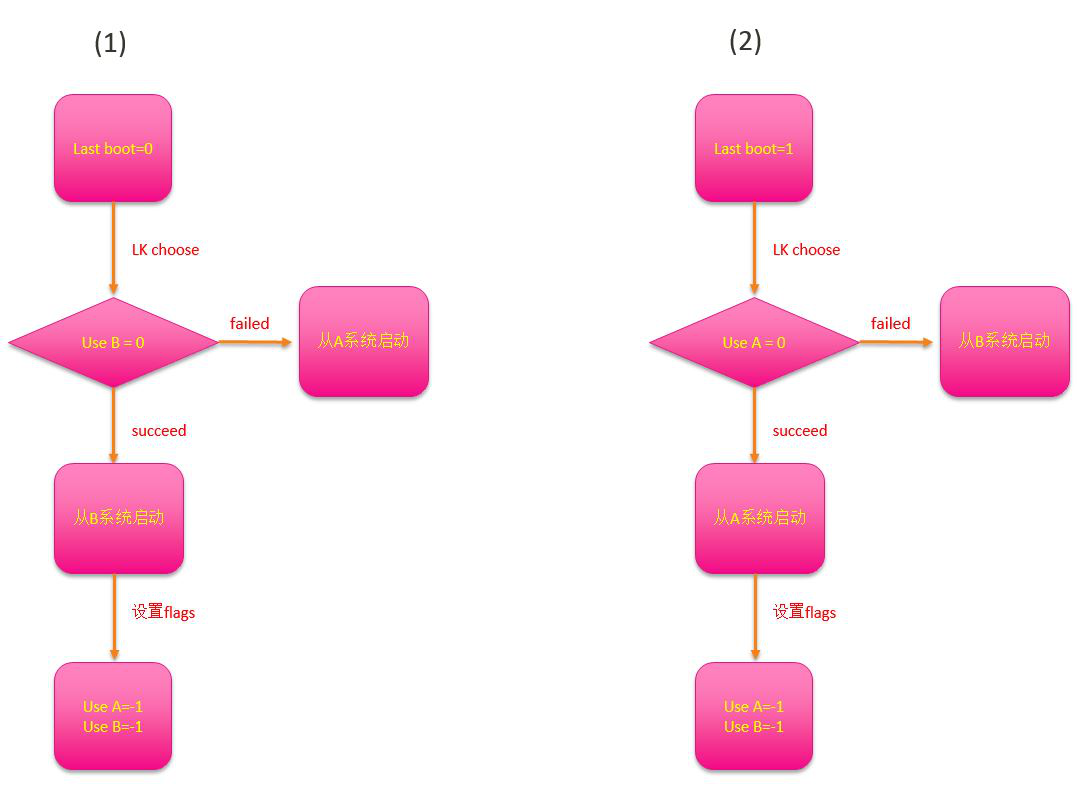 (1)
Last boot=0
LK choose
Use B = 0
failed
从A系统启动
succeed
从B系统启动
设置flags
Use A=-1
Use B=-1
(2)
Last boot=1
LK choose
Use A = 0
failed
从B系统启动
succeed
从A系统启动
设置flags
Use A=-1
Use B=-1